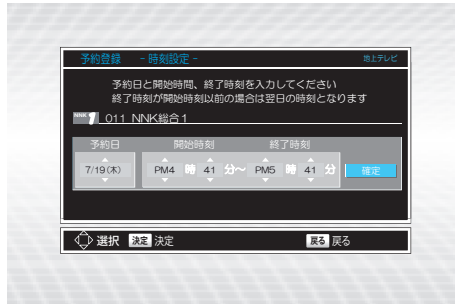 予約登録 -時刻設定- 地上テレビ
予約日と開始時間、終了時刻を入力してください
終了時刻が開始時刻以前の場合は翌日の時刻となります
NNK 1 011 NNK総合1
予約日 開始時刻 終了時刻
7/19(木) PM4 時 41 分～ PM5 時 41 分 確定
選択 決定 決定 戻る 戻る